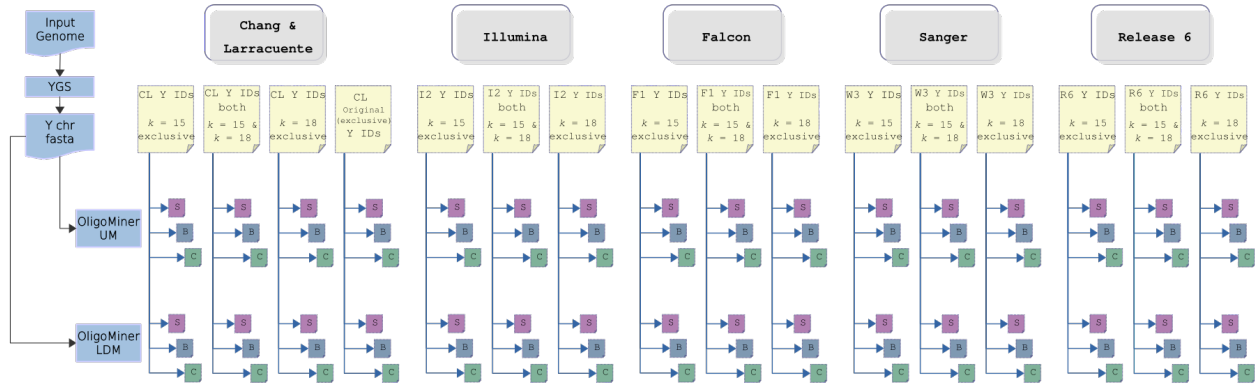 Input
Genome
YGS
Y chr
fasta
OligoMiner
UM
OligoMiner
LDM
Chang &
Larracuente
CL Y IDs
k = 15
exclusive
CL Y IDs
both
k = 15 &
k = 18
CL Y IDs
k = 18
exclusive
CL
Original
(exclusive)
Y IDs
Illumina
I2 Y IDs
k = 15
exclusive
I2 Y IDs
both
k = 15 &
k = 18
I2 Y IDs
k = 18
exclusive
Falcon
F1 Y IDs
k = 15
exclusive
F1 Y IDs
both
k = 15 &
k = 18
F1 Y IDs
k = 18
exclusive
Sanger
W3 Y IDs
k = 15
exclusive
W3 Y IDs
both
k = 15 &
k = 18
W3 Y IDs
k = 18
exclusive
Release 6
R6 Y IDs
k = 15
exclusive
R6 Y IDs
both
k = 15 &
k = 18
R6 Y IDs
k = 18
exclusive
S S S S S S S S S S S S S S S S
B B B B B B B B B B B B B B B B
C C C C C C C C C C C C C C C C
S S S S S S S S S S S S S S S S
B B B B B B B B B B B B B B B B
C C C C C C C C C C C C C C C C